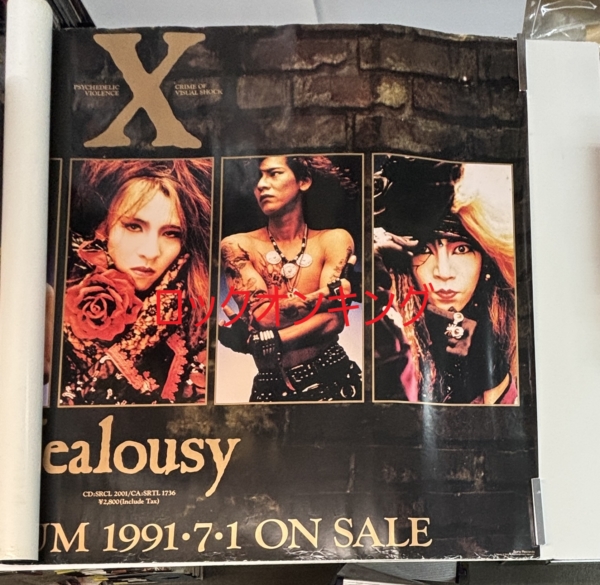 X
PSYCHEDELIC
VIOLENCE
CRIME OF
VISUAL SHOCK
ロックオンキング
ealousy
CD:SRCL 2001/CA:SRTL 1736
¥2,800(Include Tax)
UM 1991·7·1 ON SALE